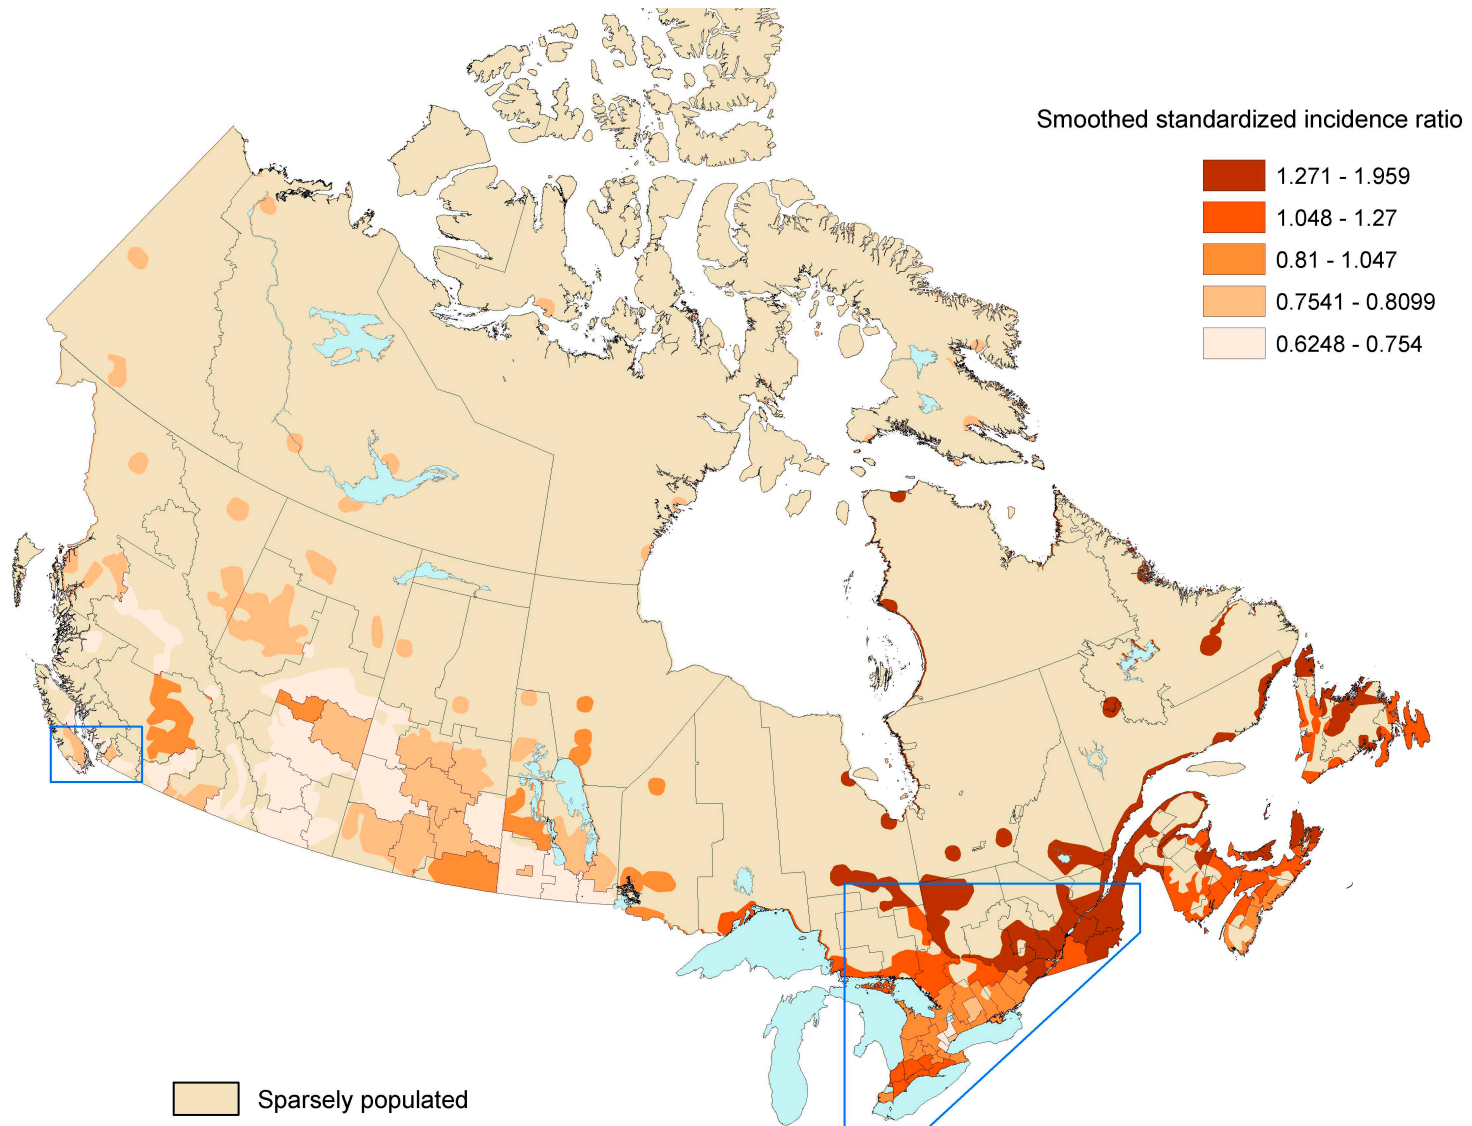 Smoothed standardized incidence ratio
1.271 - 1.959
1.048 - 1.27
0.81 - 1.047
0.7541 - 0.8099
0.6248 - 0.754
Sparsely populated